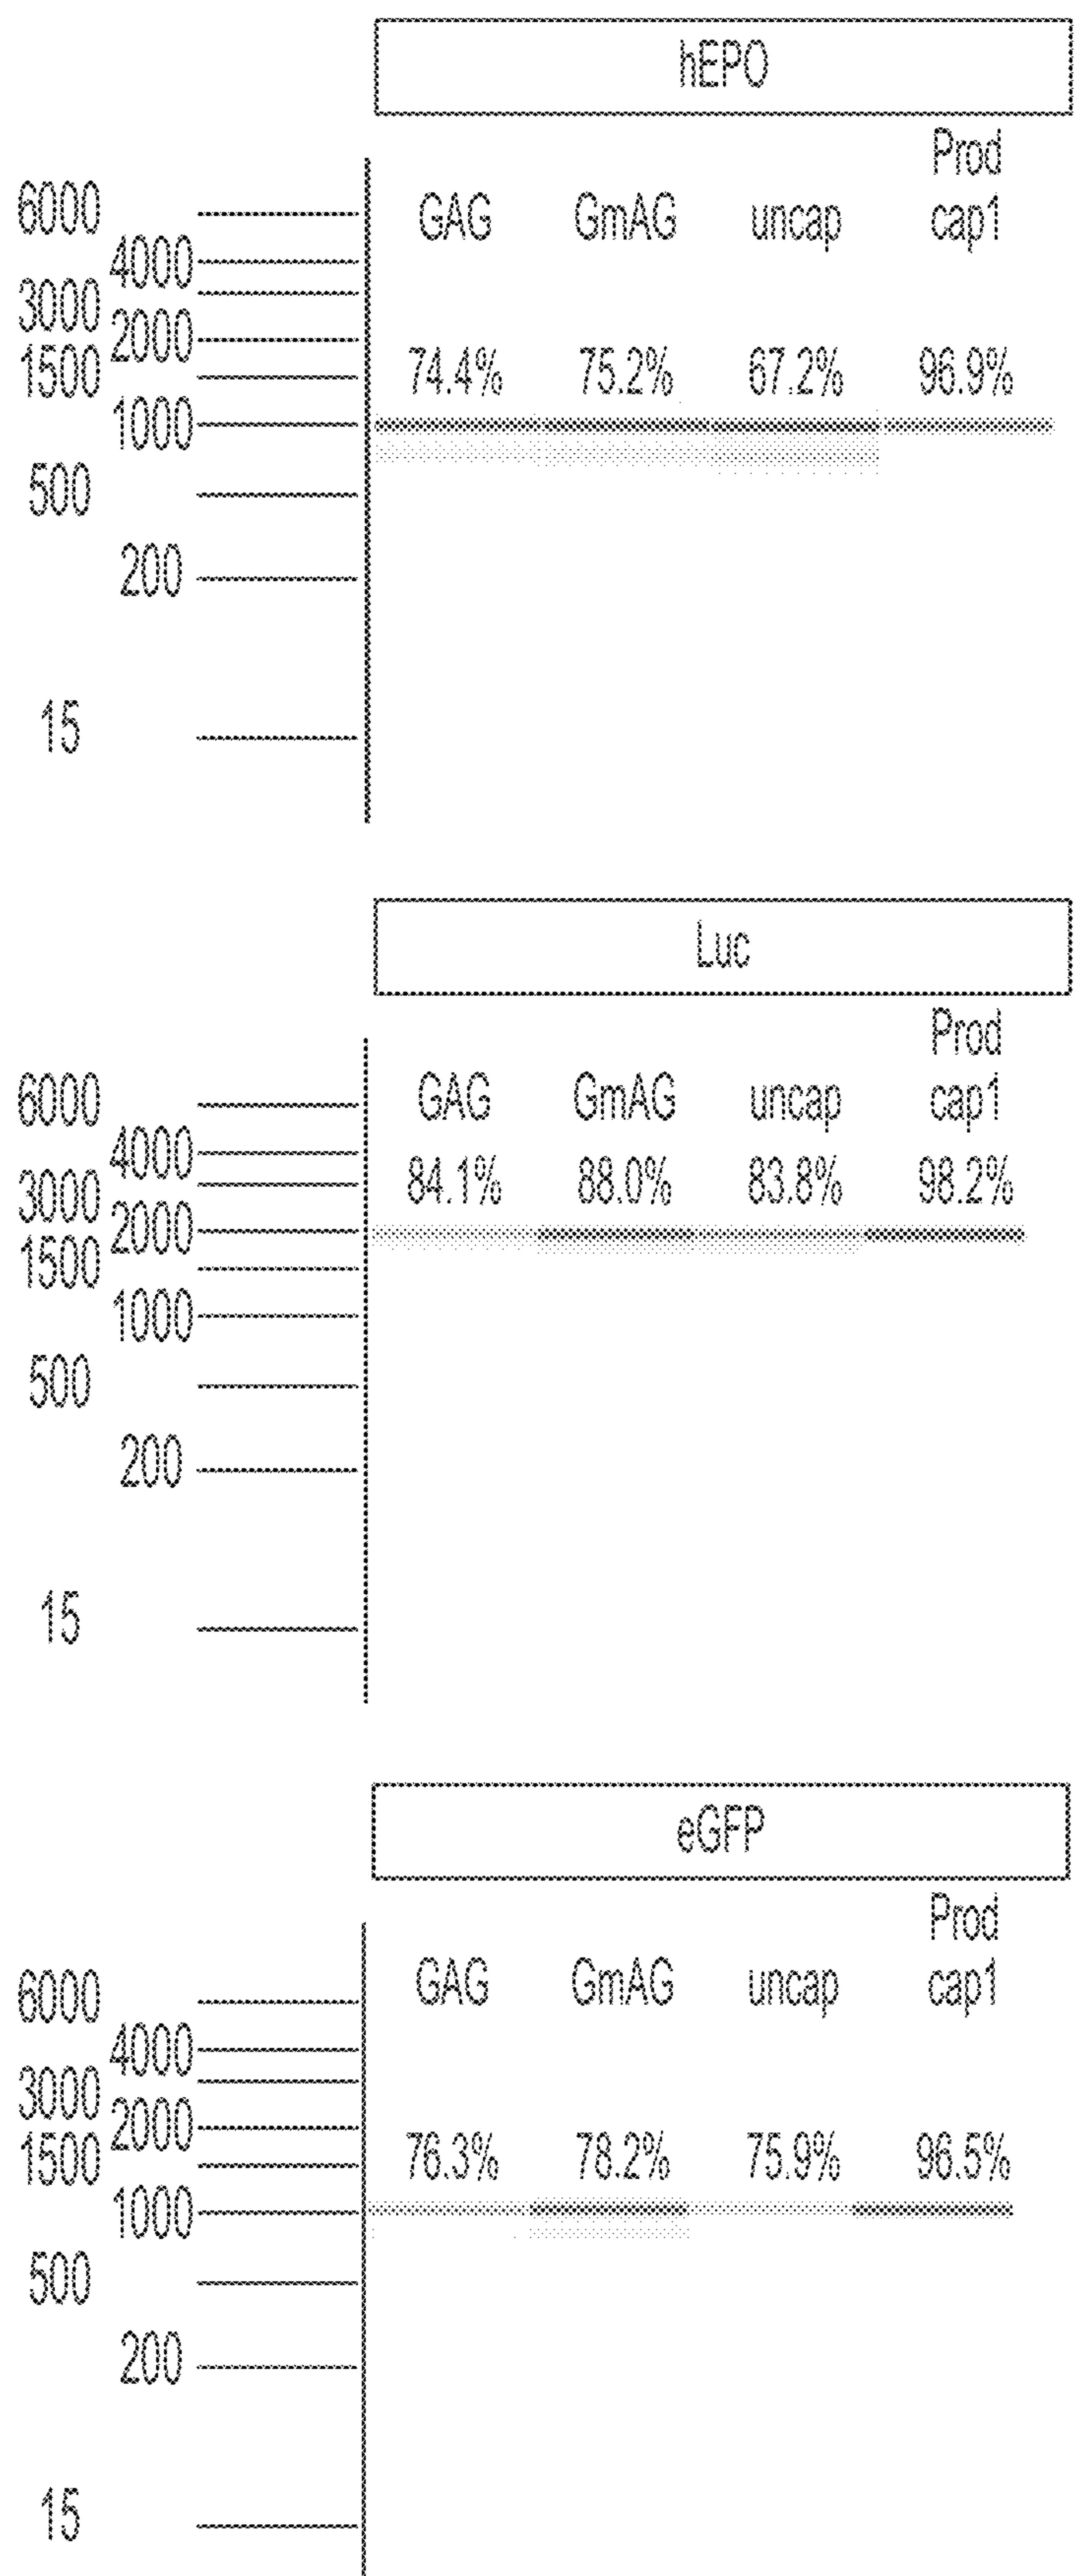 hEPO
Prod
GAG GmAG uncap cap1
6000
4000
3000
2000
1500
74.4% 75.2% 67.2% 96.9%
1000
500
200
15
Luc
Prod
GAG GmAG uncap cap1
6000
4000
84.1% 88.0% 83.8% 98.2%
3000
2000
1500
1000
500
200
15
eGFP
Prod
GAG GmAG uncap cap1
6000
4000
3000
2000
1500
76.3% 78.2% 75.9% 96.5%
1000
500
200
15